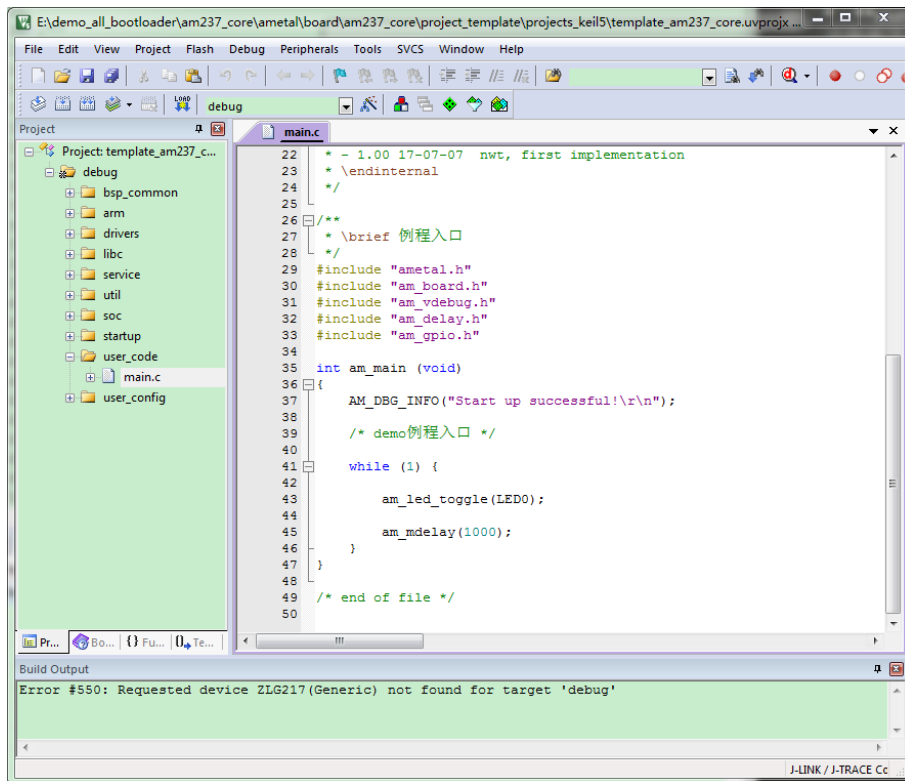 E:\demo_all_bootloader\am237_core\ametal\board\am237_core\project_template\projects_keil5\template_am237_core.uvprojx ...
File Edit View Project Flash Debug Peripherals Tools SVCS Window Help
LOAD debug
Project
main.c
Project: template_am237_c...
debug
bsp_common
arm
drivers
libc
service
util
soc
startup
user_code
main.c
user_config
22 * - 1.00 17-07-07 nwt, first implementation
23 * \endinternal
24 */
25
26 /**
27 * \brief 例程入口
28 */
29 #include "ametal.h"
30 #include "am_board.h"
31 #include "am_vdebug.h"
32 #include "am_delay.h"
33 #include "am_gpio.h"
34
35 int am_main (void)
36 {
37 AM_DBG_INFO("Start up successful!\r\n");
38
39 /* demo例程入口 */
40
41 while (1) {
42
43 am_led_toggle(LED0);
44
45 am_mdelay(1000);
46 }
47 }
48
49 /* end of file */
50
Pr... Bo... {} Fu... 0 Te...
Build Output
Error #550: Requested device ZLG217(Generic) not found for target 'debug'
J-LINK / J-TRACE Co